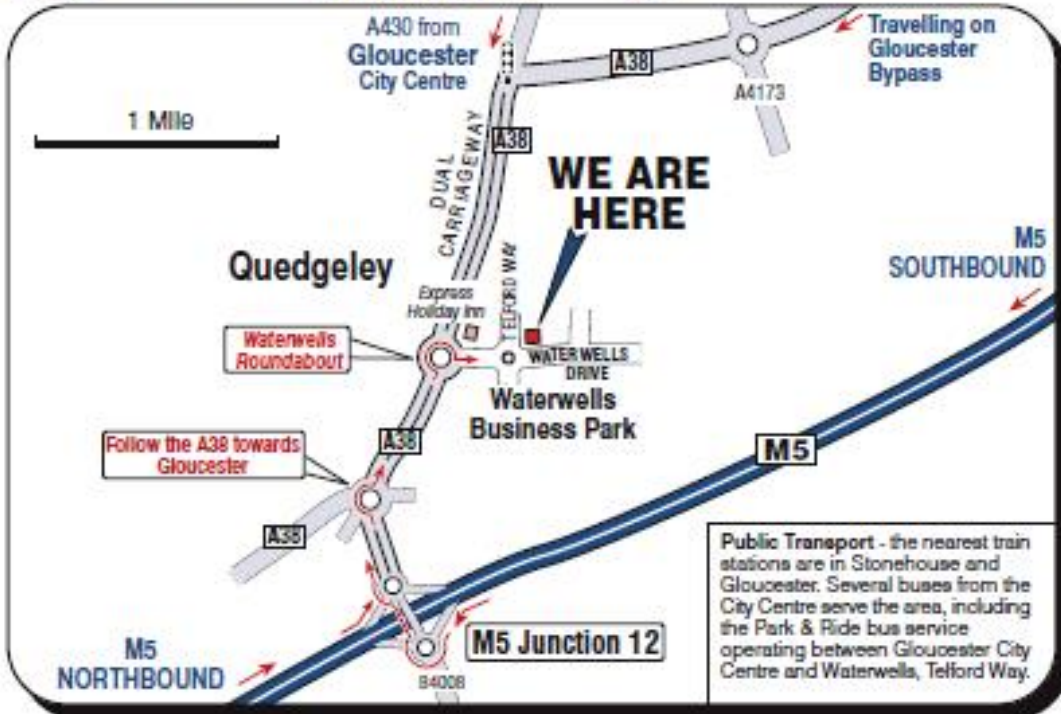 A430 from
Gloucester
City Centre
A38
Travelling on
Gloucester
Bypass
A4173
1 Mile
DUAL
CARRIAGEWAY
A38
WE ARE
HERE
M5
SOUTHBOUND
Quedgeley
Express
Holiday Inn
TELFORD WAY
Waterwells
Roundabout
WATERWELLS
DRIVE
Waterwells
Business Park
A38
Follow the A38 towards
Gloucester
M5
A38
Public Transport - the nearest train
stations are in Stonehouse and
Gloucester. Several buses from the
City Centre serve the area, including
the Park & Ride bus service
operating between Gloucester City
Centre and Waterwells, Telford Way.
M5 Junction 12
M5
NORTHBOUND
B4008